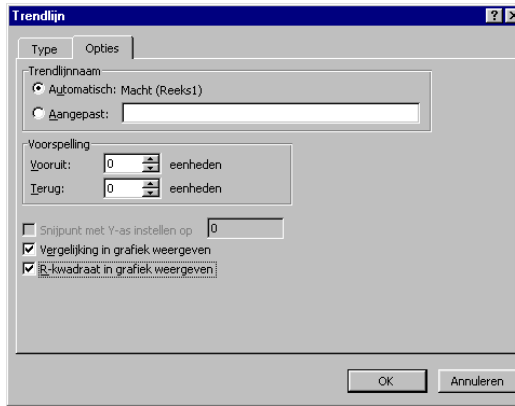 Trendlijn
Type Opties
Trendlijnnaam
Automatisch: Macht (Reeks1)
Aangepast:
Voorspelling
Vooruit: 0 eenheden
Terug: 0 eenheden
Snijpunt met Y-as instellen op 0
Vergelijking in grafiek weergeven
R-kwadraat in grafiek weergeven
OK Annuleren